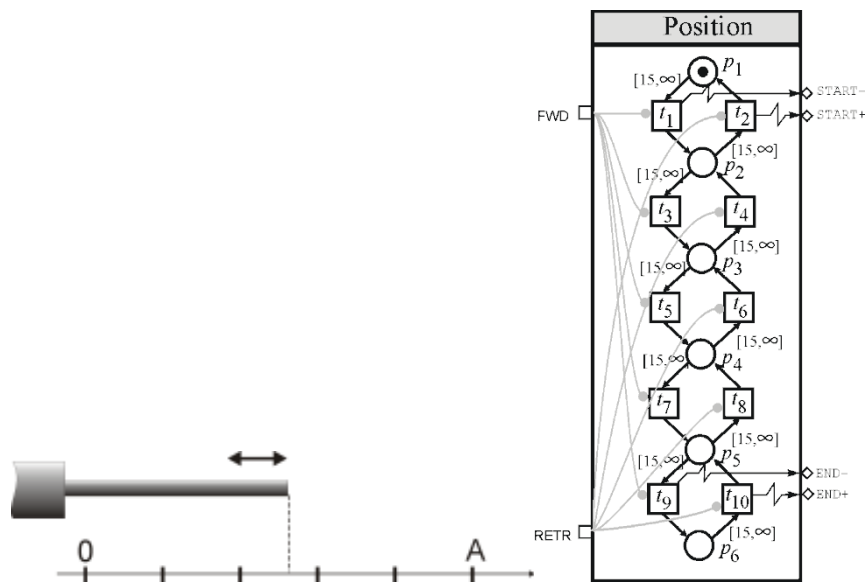 Position
p1
[15,∞]
START-
FWD
t1
t2
START+
p2
[15,∞]
[15,∞]
t3
t4
p3
[15,∞]
[15,∞]
t5
t6
p4
[15,∞]
[15,∞]
t7
t8
p5
[15,∞]
[15,∞]
END-
t9
t10
END+
RETR
[15,∞]
p6
0
A